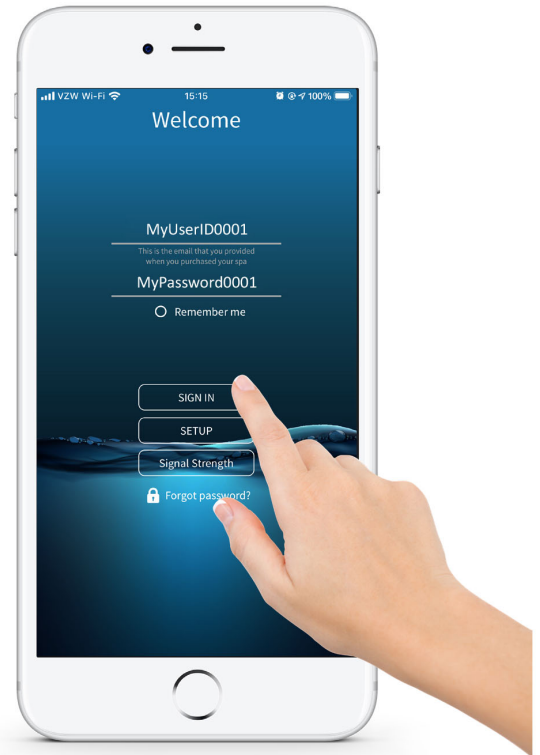 VZW Wi-Fi 15:15 100%
Welcome
MyUserID0001
This is the email that you provided
when you purchased your spa
MyPassword0001
Remember me
SIGN IN
SETUP
Signal Strength
Forgot password?